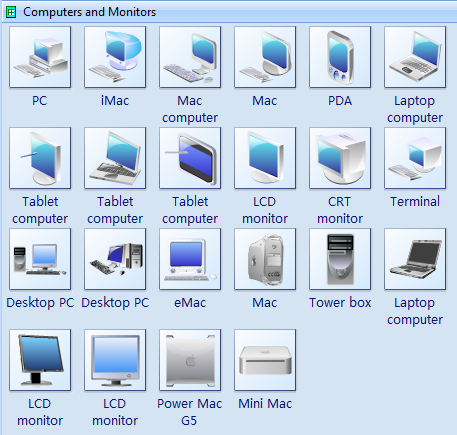 Computers and Monitors
PC
iMac
Mac
computer
Mac
PDA
Laptop
computer
Tablet
computer
Tablet
computer
Tablet
computer
LCD
monitor
CRT
monitor
Terminal
Desktop PC
Desktop PC
eMac
Mac
Tower box
Laptop
computer
LCD
monitor
LCD
monitor
Power Mac
G5
Mini Mac